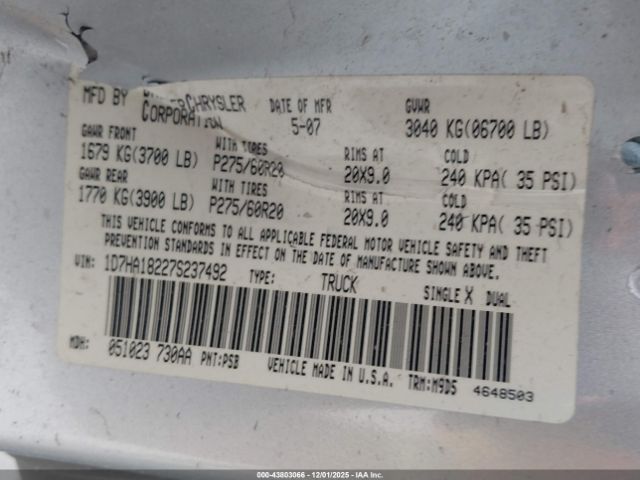 MFD BY CHRYSLER DATE OF MFR GVWR
CORPORATION 5-07 3040 KG(06700 LB)
GAWR FRONT WITH TIRES RIMS AT COLD
1679 KG(3700 LB) P275/60R20 20X9.0 240 KPA( 35 PSI)
GAWR REAR WITH TIRES RIMS AT COLD
1770 KG(3900 LB) P275/60R20 20X9.0 240 KPA( 35 PSI)
THIS VEHICLE CONFORMS TO ALL APPLICABLE FEDERAL MOTOR VEHICLE SAFETY AND THEFT
PREVENTION STANDARDS IN EFFECT ON THE DATE OF MANUFACTURE SHOWN ABOVE.
VIN: 1D7HA18227S237492 TYPE: TRUCK SINGLE X DUAL
MDH: 051023 730AA PNT:PSB VEHICLE MADE IN U.S.A. TRM:M9D5 4648503
000-43803066 • 12/01/2025 • IAA, Inc.